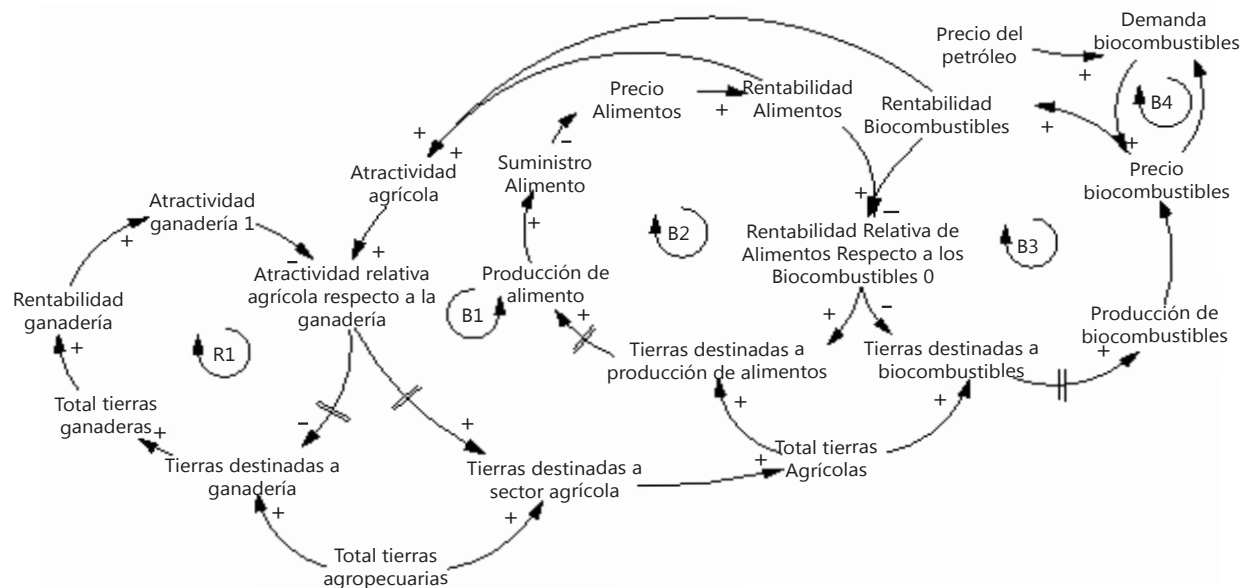 Demanda
biocombustibles
Precio del
petróleo
+
B4
Precio
Alimentos
+
Rentabilidad
Alimentos
Rentabilidad
Biocombustibles
+
+
Precio
biocombustibles
+
+
Atractividad
agrícola
Suministro
Alimento
−
+
Atractividad
ganadería 1
+
−
+
B2
+
−
Rentabilidad Relativa de
Alimentos Respecto a los
Biocombustibles 0
B3
Atractividad relativa
agrícola respecto a la
ganadería
Producción de
alimento
B1
+
Rentabilidad
ganadería
+
R1
+
−
Producción de
biocombustibles
+
Tierras destinadas a
producción de alimentos
Tierras destinadas a
biocombustibles
+
+
Total tierras
ganaderas
+
−
+
Total tierras
Agrícolas
+
Tierras destinadas a
ganadería
Tierras destinadas a
sector agrícola
+
+
Total tierras
agropecuarias